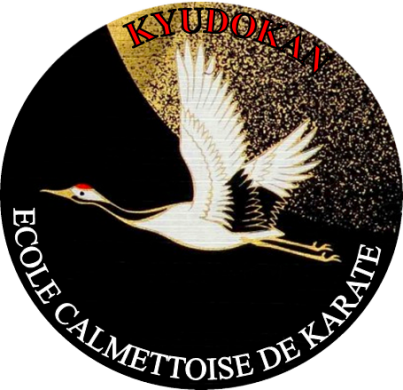 KYUDOKAN
ECOLE CALMETTOISE DE KARATE